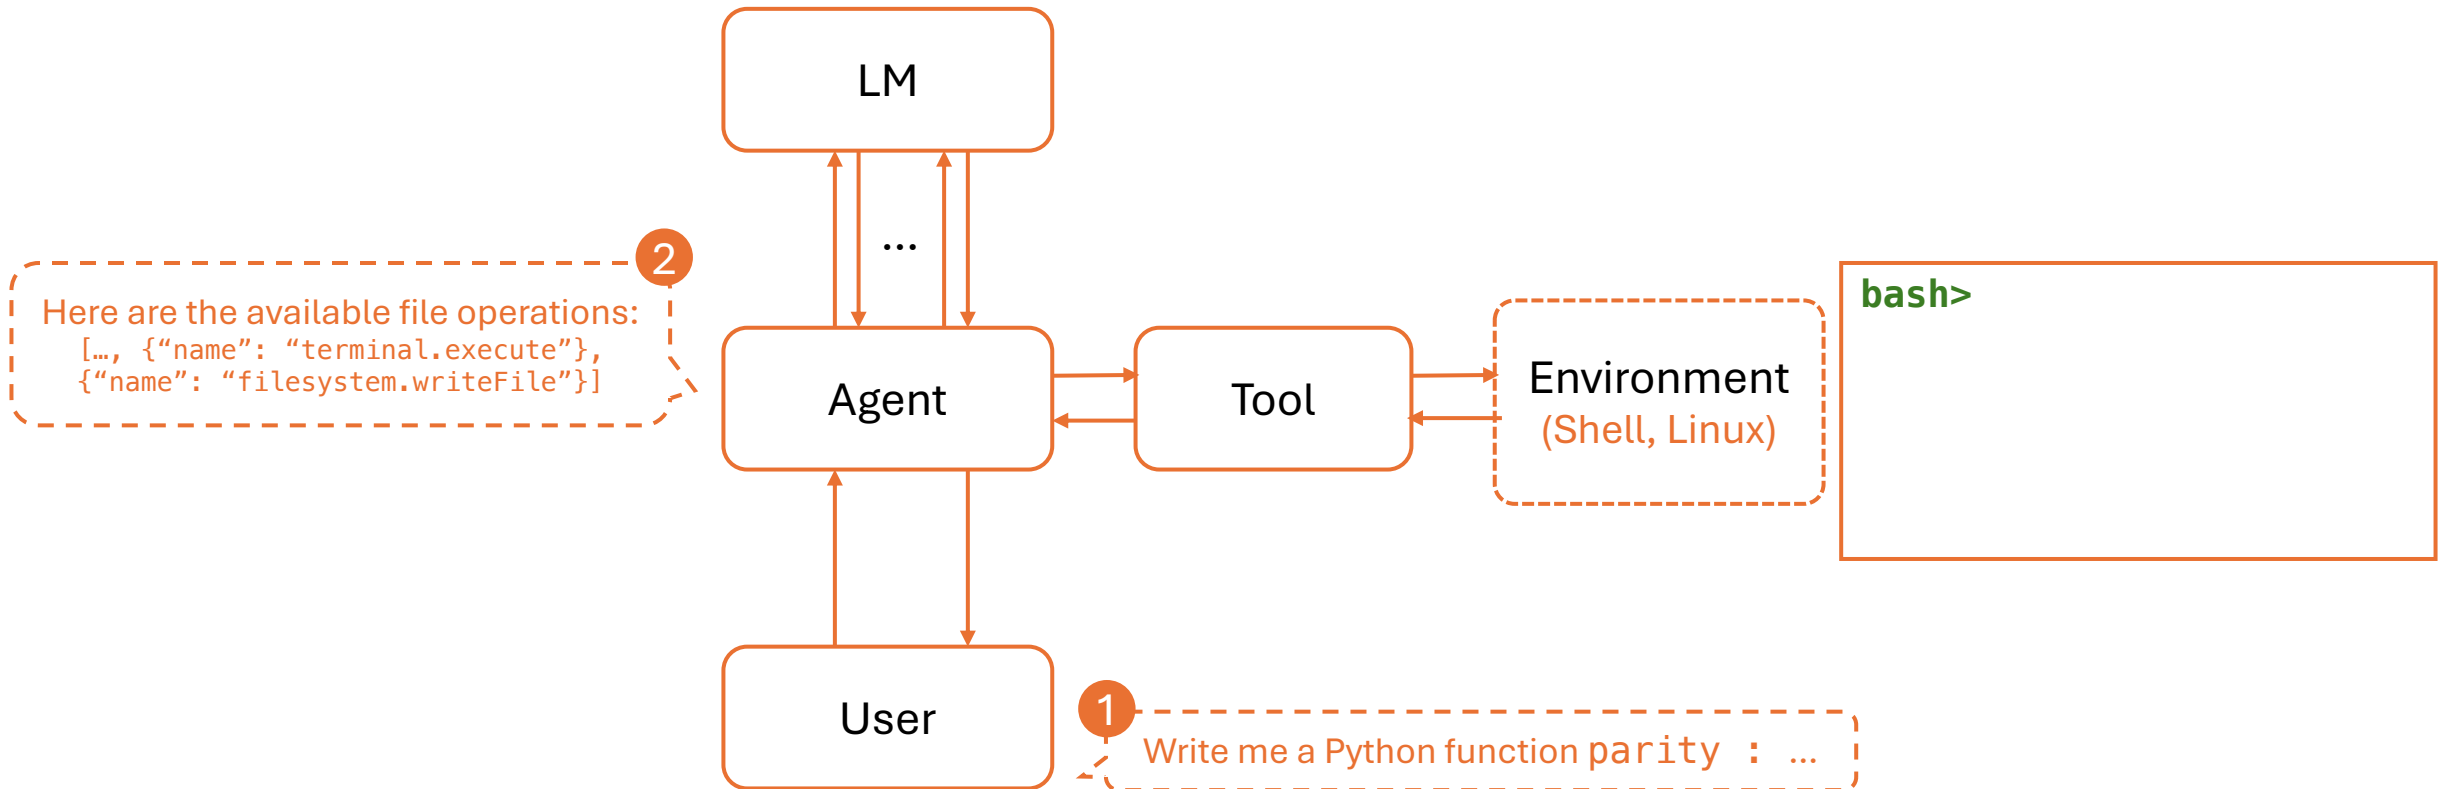 LM
...
2
Here are the available file operations:
[…, {“name”: “terminal.execute”},
{“name”: “filesystem.writeFile”}]
bash>
Agent
Tool
Environment
(Shell, Linux)
User
1
Write me a Python function parity : …